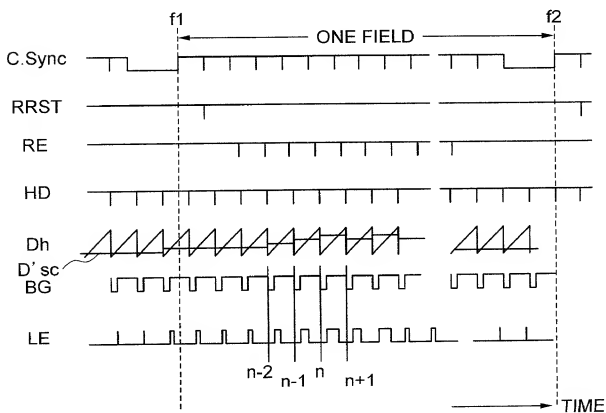 f1
f2
ONE FIELD
C.Sync
RRST
RE
HD
Dh
D'sc
BG
LE
n-2
n-1
n
n+1
TIME